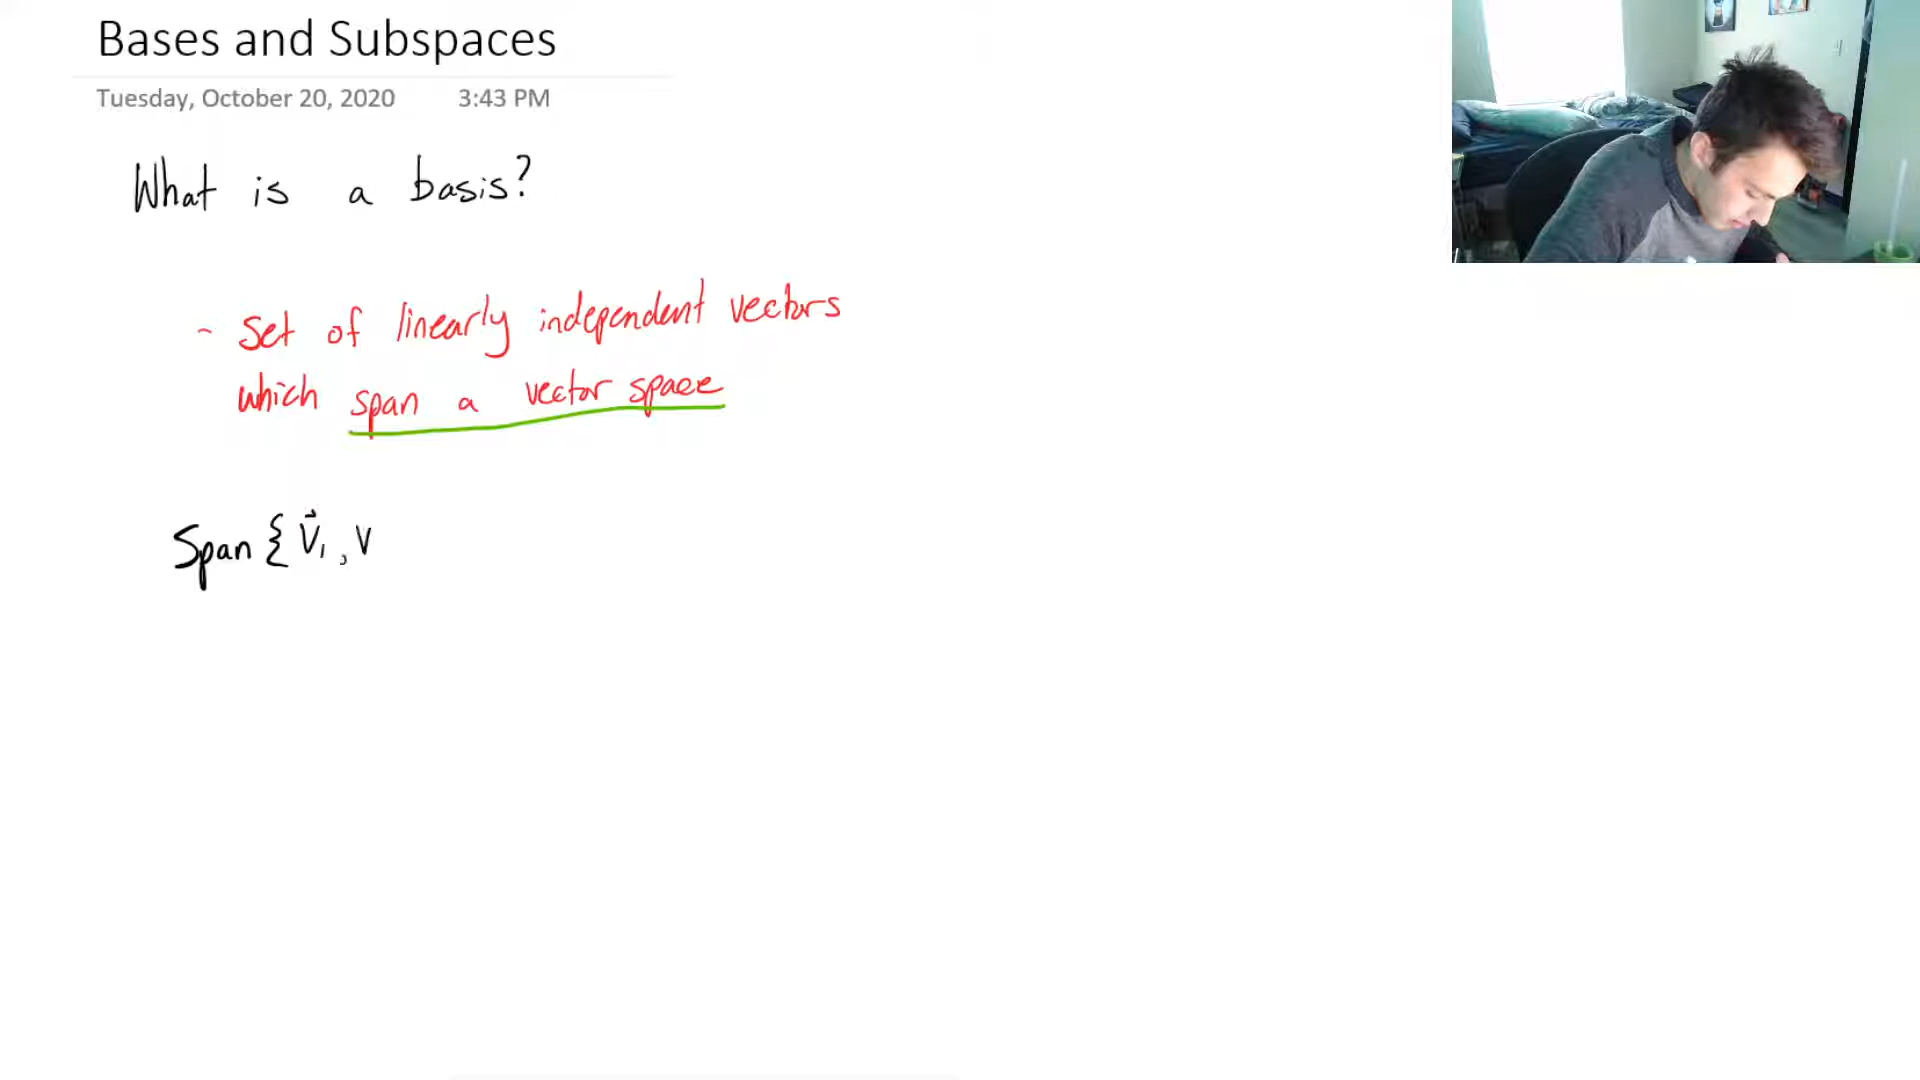 Bases and Subspaces
Tuesday, October 20, 2020 3:43 PM
What is a basis?
- Set of linearly independent vectors
which span a vector space
Span { v⃗₁ , V